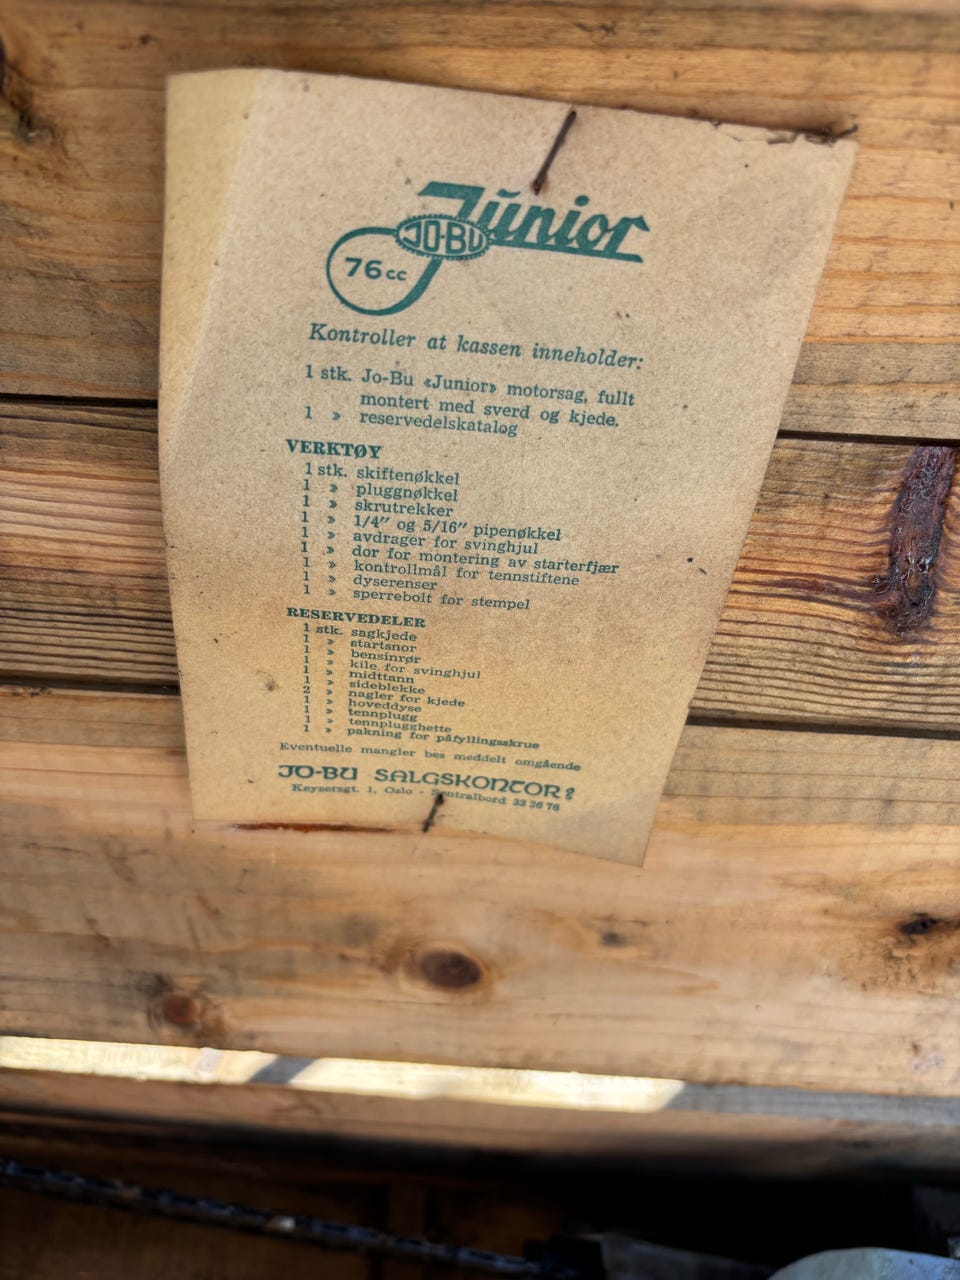 Jūnior
JO-BU
76 cc
Kontroller at kassen inneholder:
1 stk. Jo-Bu «Junior» motorsag, fullt
montert med sverd og kjede.
1 » reservedelskatalog
VERKTØY
1 stk. skiftenøkkel
1 » pluggnøkkel
1 » skrutrekker
1 » 1/4″ og 5/16″ pipenøkkel
1 » avdrager for svinghjul
1 » dor for montering av starterfjær
1 » kontrollmål for tennstiftene
1 » dyserenser
1 » sperrebolt for stempel
RESERVEDELER
1 stk. sagkjede
1 » startsnor
1 » bensinrør
1 » kile for svinghjul
1 » midttann
1 » sideblekke
2 » nagler for kjede
1 » hoveddyse
1 » tennplugg
1 » tennplugghette
1 » pakning for påfyllingsskrue
Eventuelle mangler bes meddelt omgående
JO-BU SALGSKONTOR
Keysersgt. 1, Oslo - Sentralbord 33 26 76